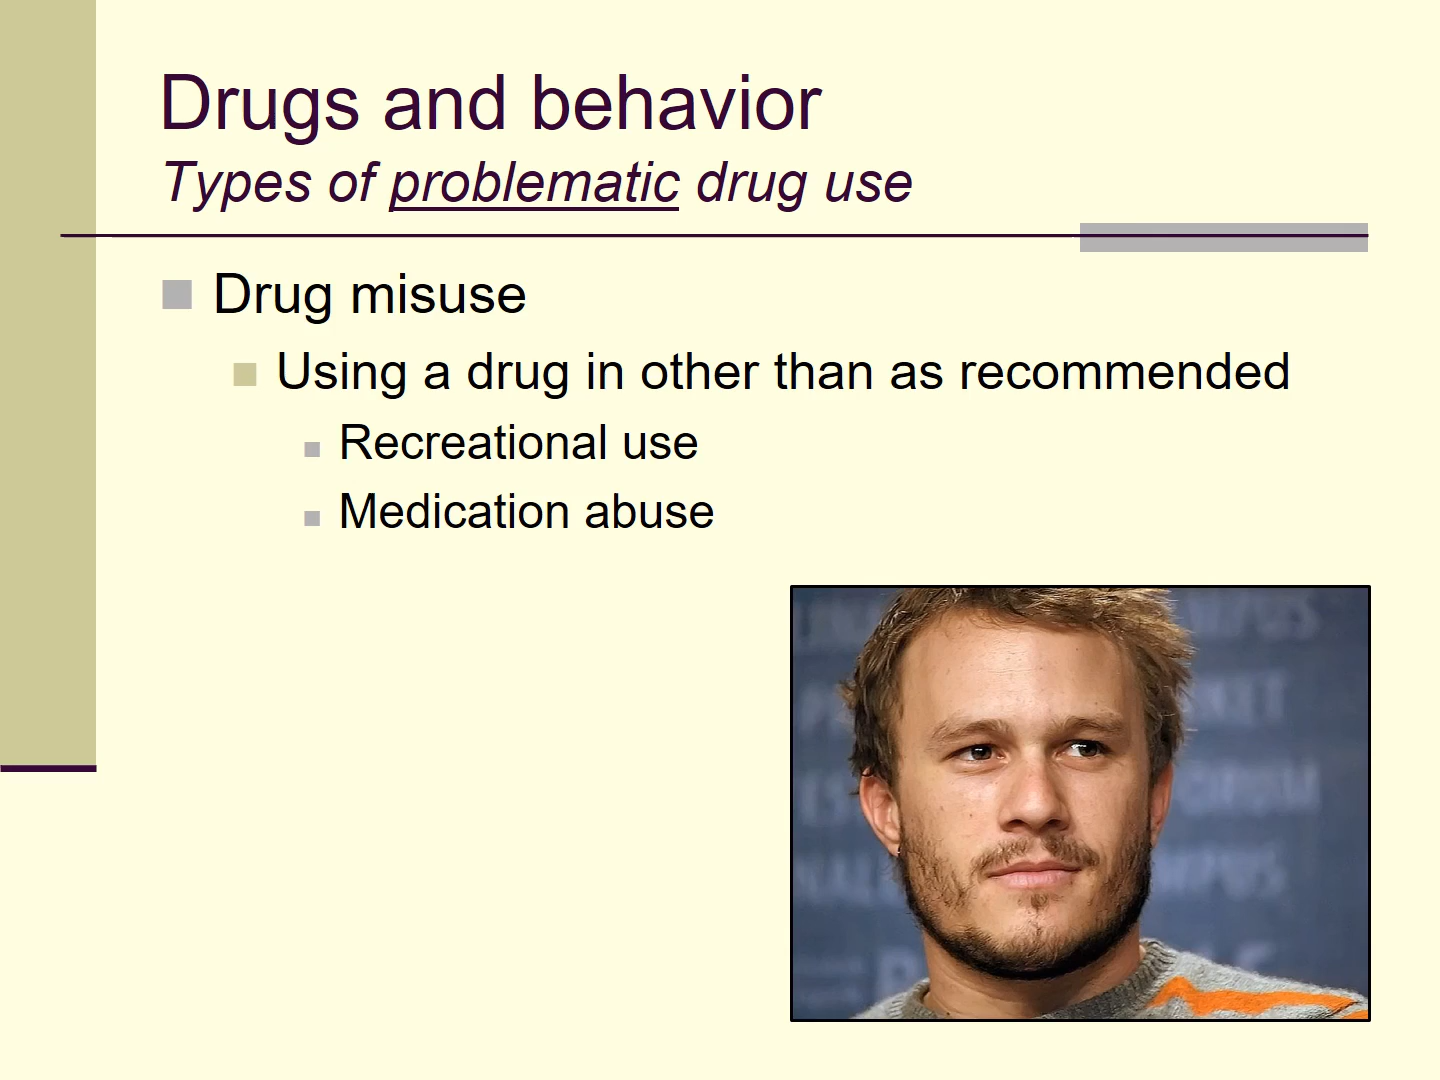 Drugs and behavior
Types of problematic drug use
Drug misuse
Using a drug in other than as recommended
Recreational use
Medication abuse